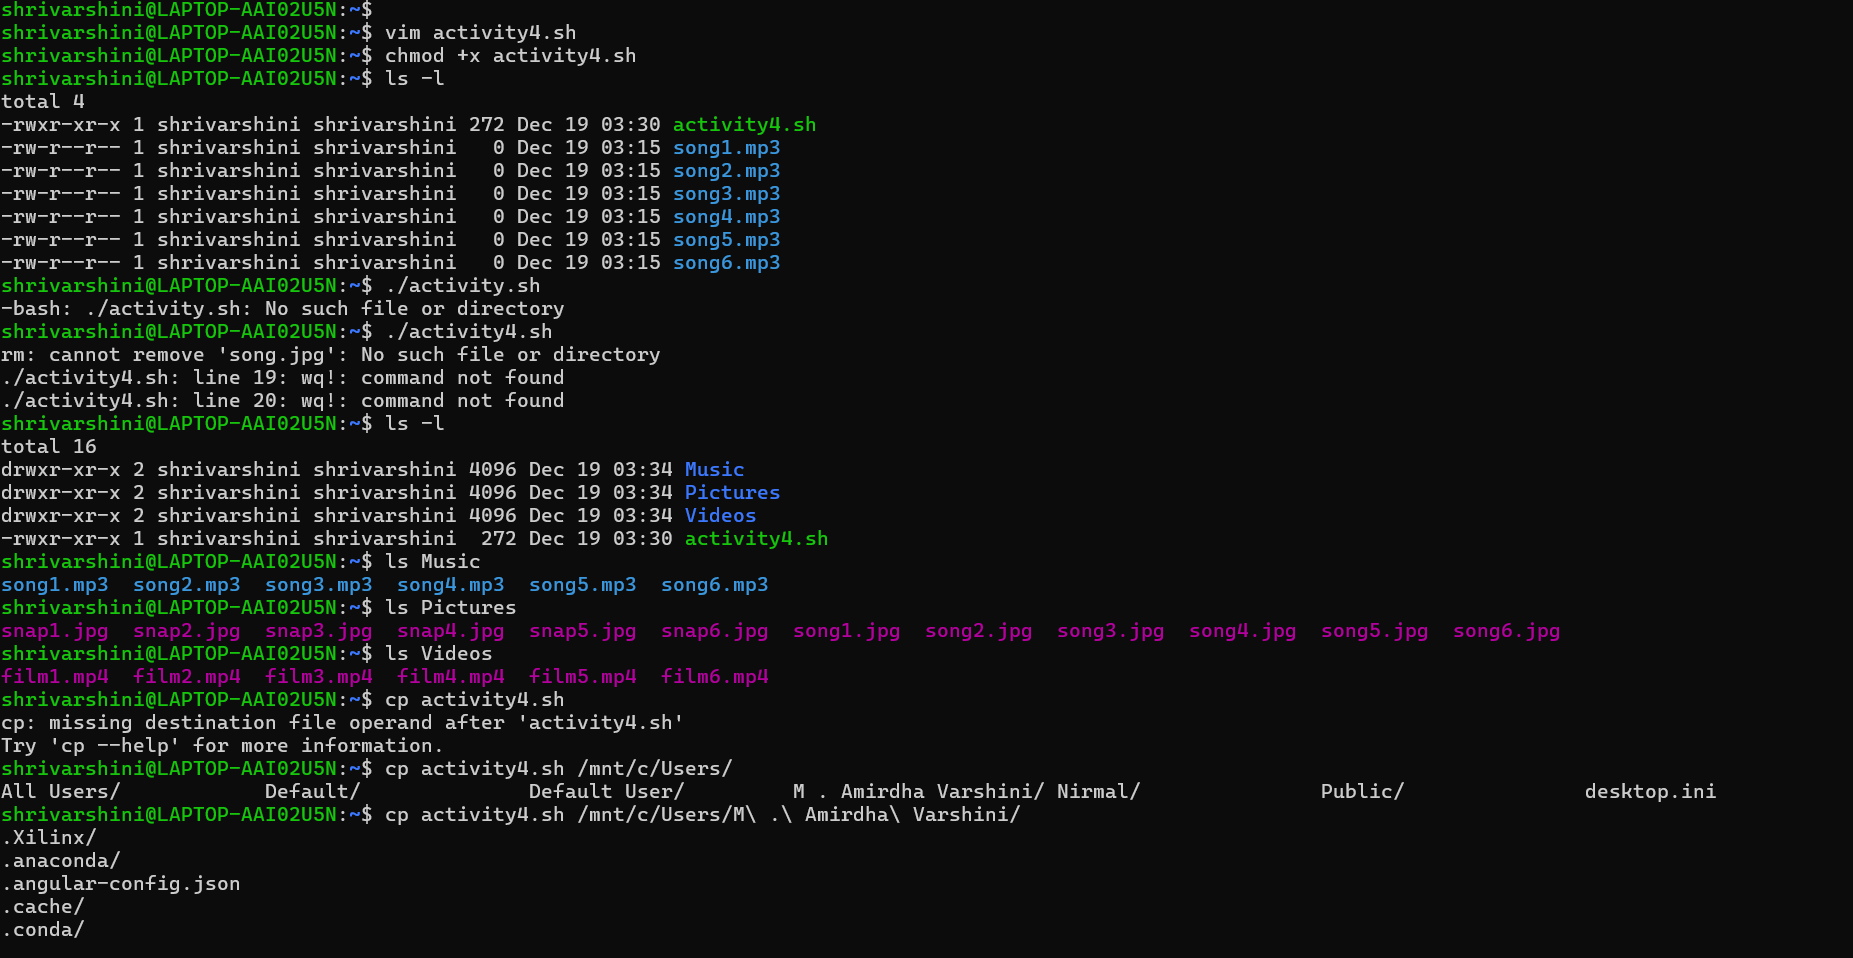 shrivarshini@LAPTOP-AAI02U5N:~$
shrivarshini@LAPTOP-AAI02U5N:~$ vim activity4.sh
shrivarshini@LAPTOP-AAI02U5N:~$ chmod +x activity4.sh
shrivarshini@LAPTOP-AAI02U5N:~$ ls -l
total 4
-rwxr-xr-x 1 shrivarshini shrivarshini 272 Dec 19 03:30 activity4.sh
-rw-r--r-- 1 shrivarshini shrivarshini   0 Dec 19 03:15 song1.mp3
-rw-r--r-- 1 shrivarshini shrivarshini   0 Dec 19 03:15 song2.mp3
-rw-r--r-- 1 shrivarshini shrivarshini   0 Dec 19 03:15 song3.mp3
-rw-r--r-- 1 shrivarshini shrivarshini   0 Dec 19 03:15 song4.mp3
-rw-r--r-- 1 shrivarshini shrivarshini   0 Dec 19 03:15 song5.mp3
-rw-r--r-- 1 shrivarshini shrivarshini   0 Dec 19 03:15 song6.mp3
shrivarshini@LAPTOP-AAI02U5N:~$ ./activity.sh
-bash: ./activity.sh: No such file or directory
shrivarshini@LAPTOP-AAI02U5N:~$ ./activity4.sh
rm: cannot remove 'song.jpg': No such file or directory
./activity4.sh: line 19: wq!: command not found
./activity4.sh: line 20: wq!: command not found
shrivarshini@LAPTOP-AAI02U5N:~$ ls -l
total 16
drwxr-xr-x 2 shrivarshini shrivarshini 4096 Dec 19 03:34 Music
drwxr-xr-x 2 shrivarshini shrivarshini 4096 Dec 19 03:34 Pictures
drwxr-xr-x 2 shrivarshini shrivarshini 4096 Dec 19 03:34 Videos
-rwxr-xr-x 1 shrivarshini shrivarshini  272 Dec 19 03:30 activity4.sh
shrivarshini@LAPTOP-AAI02U5N:~$ ls Music
song1.mp3  song2.mp3  song3.mp3  song4.mp3  song5.mp3  song6.mp3
shrivarshini@LAPTOP-AAI02U5N:~$ ls Pictures
snap1.jpg  snap2.jpg  snap3.jpg  snap4.jpg  snap5.jpg  snap6.jpg  song1.jpg  song2.jpg  song3.jpg  song4.jpg  song5.jpg  song6.jpg
shrivarshini@LAPTOP-AAI02U5N:~$ ls Videos
film1.mp4  film2.mp4  film3.mp4  film4.mp4  film5.mp4  film6.mp4
shrivarshini@LAPTOP-AAI02U5N:~$ cp activity4.sh
cp: missing destination file operand after 'activity4.sh'
Try 'cp --help' for more information.
shrivarshini@LAPTOP-AAI02U5N:~$ cp activity4.sh /mnt/c/Users/
All Users/            Default/              Default User/         M . Amirdha Varshini/ Nirmal/               Public/               desktop.ini
shrivarshini@LAPTOP-AAI02U5N:~$ cp activity4.sh /mnt/c/Users/M\ .\ Amirdha\ Varshini/
.Xilinx/
.anaconda/
.angular-config.json
.cache/
.conda/